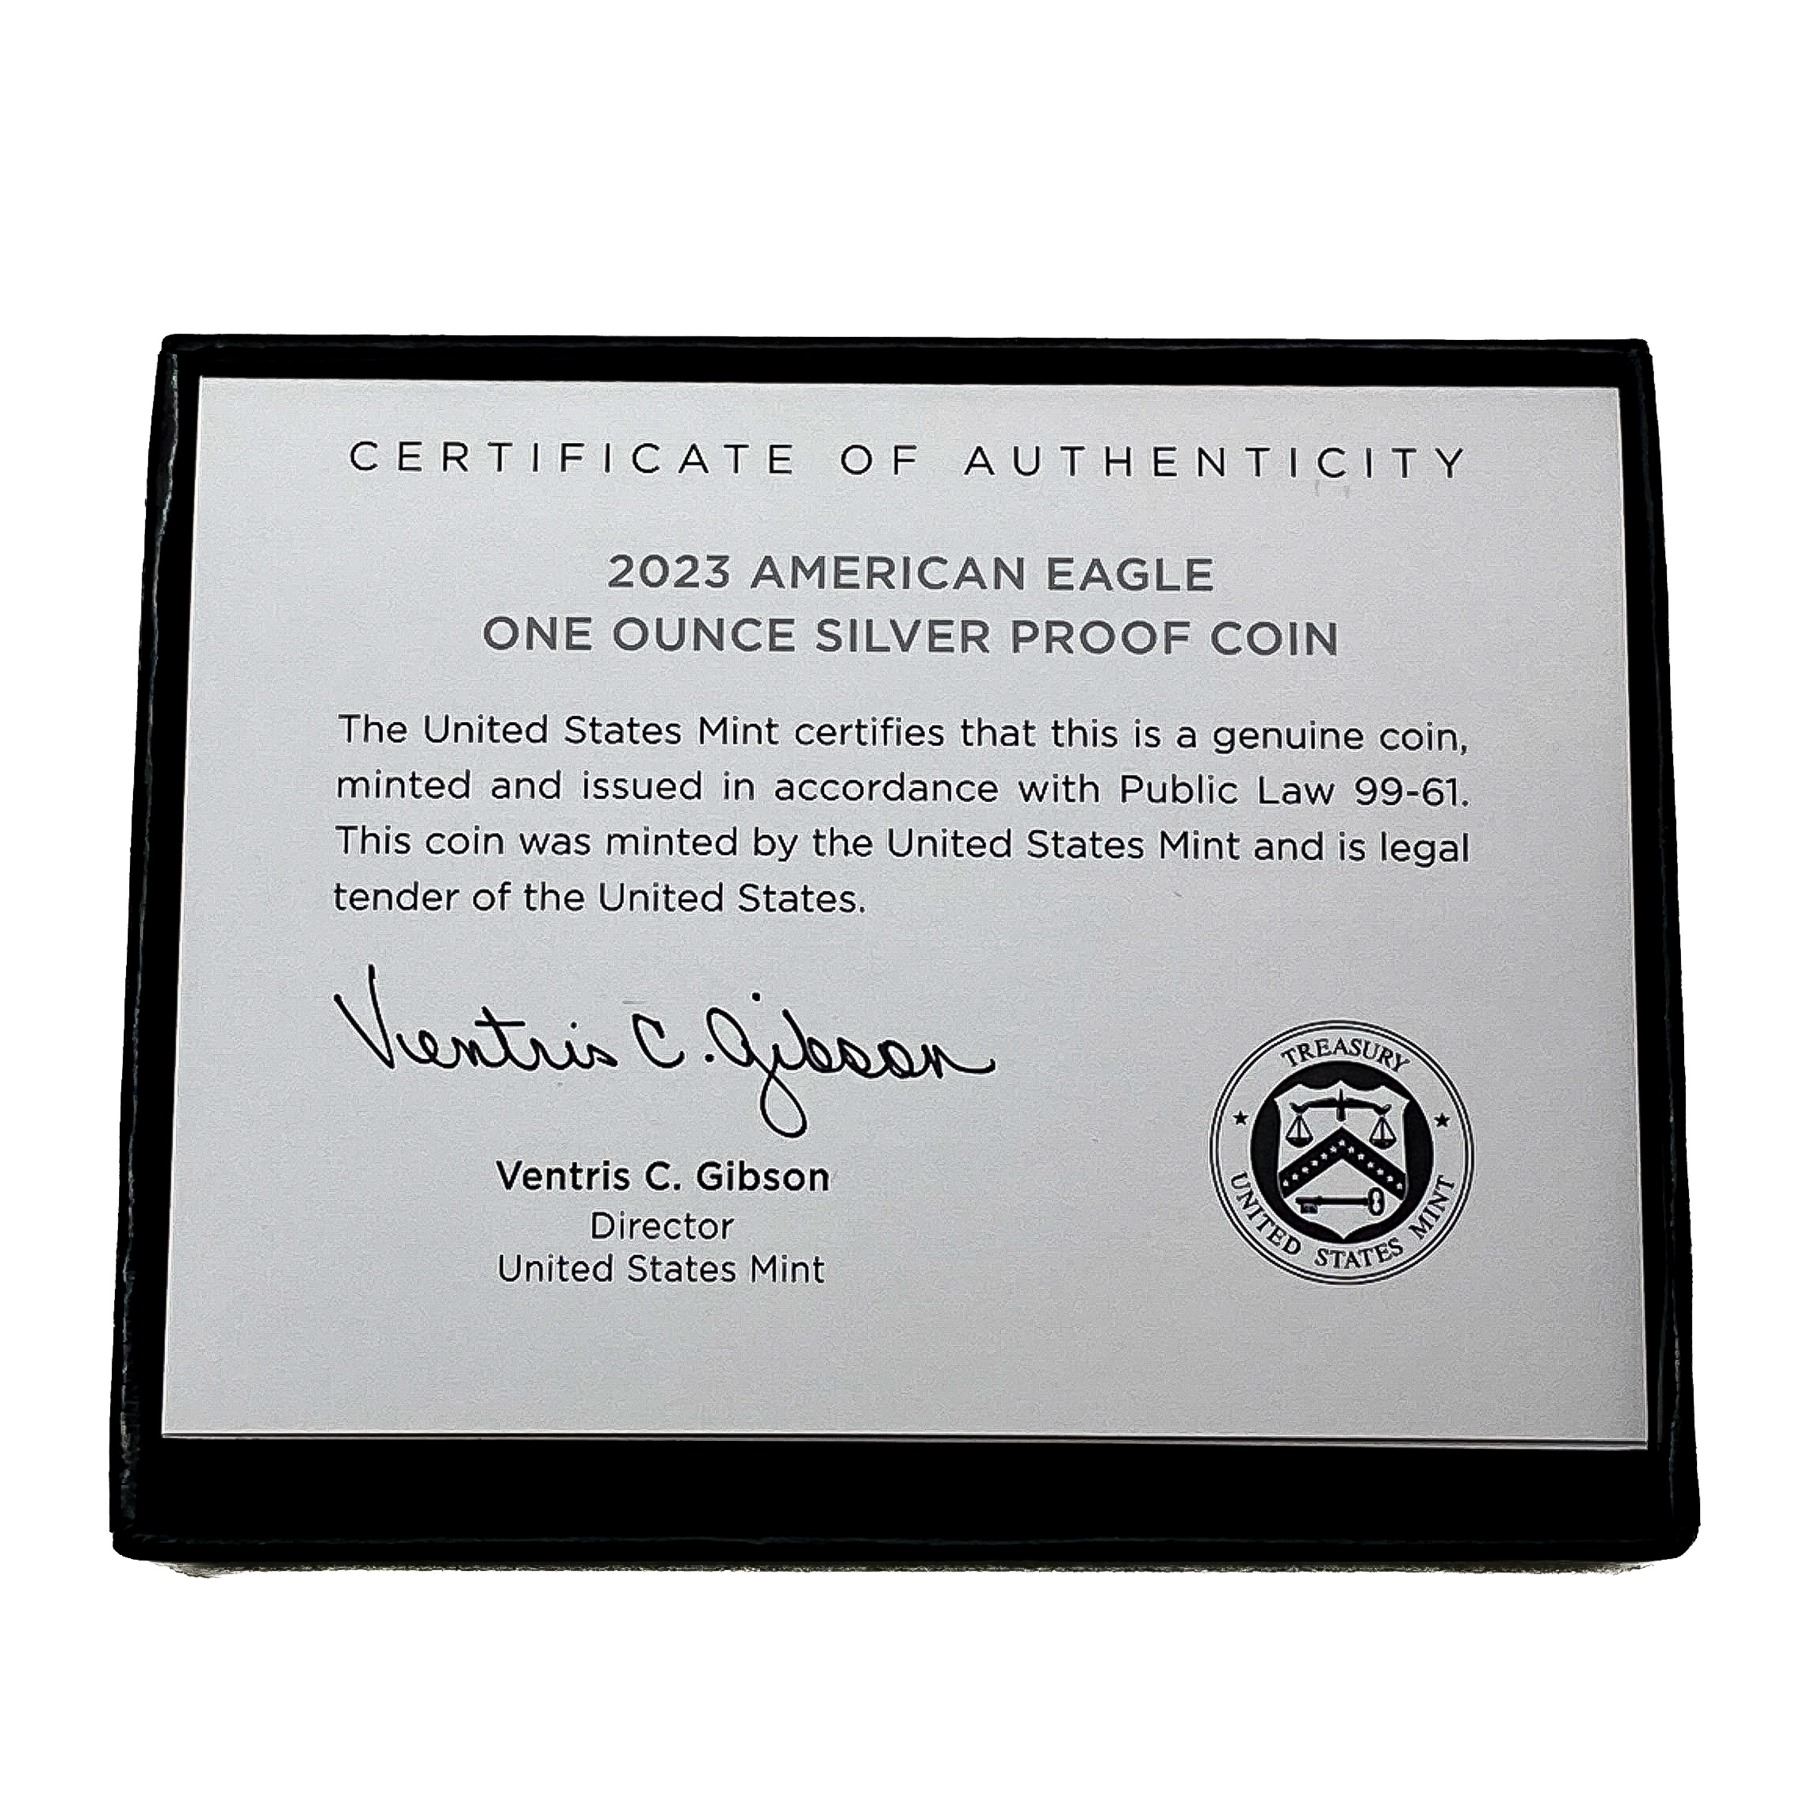 CERTIFICATE OF AUTHENTICITY
2023 AMERICAN EAGLE
ONE OUNCE SILVER PROOF COIN
The United States Mint certifies that this is a genuine coin,
minted and issued in accordance with Public Law 99-61.
This coin was minted by the United States Mint and is legal
tender of the United States.
Ventris C. Gibson
Ventris C. Gibson
Director
United States Mint
TREASURY
UNITED STATES MINT